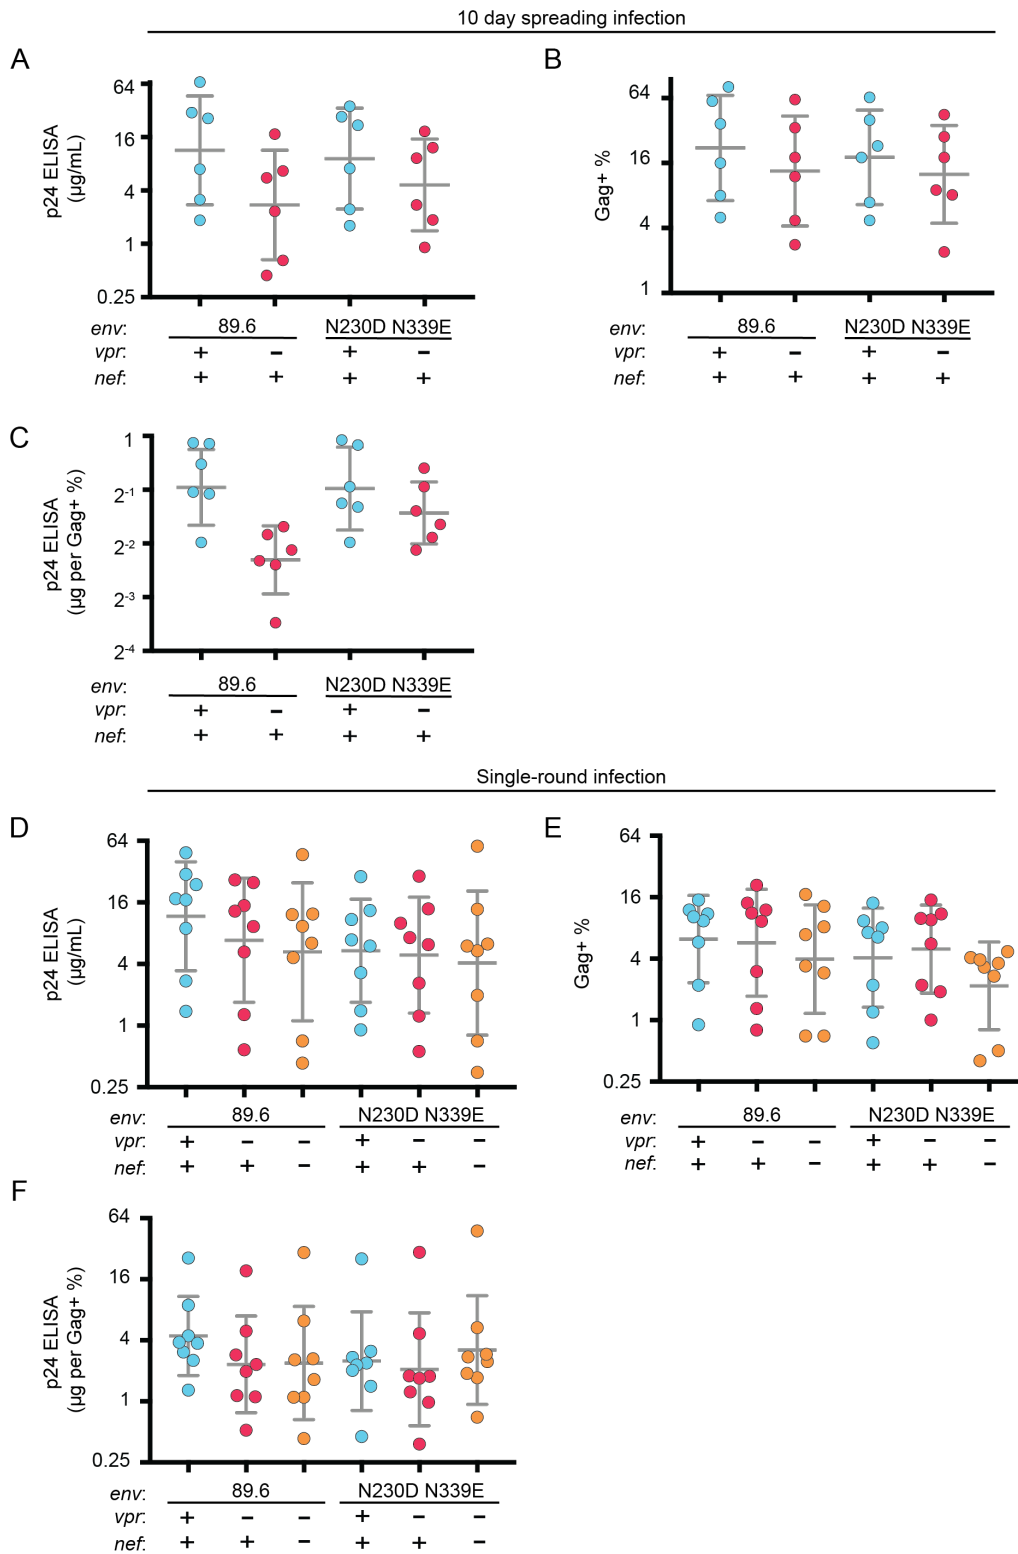 10 day spreading infection
A
p24 ELISA
(µg/mL)
64
16
4
1
0.25
env: 89.6 N230D N339E
vpr: + − + −
nef: + + + +
B
Gag+ %
64
16
4
1
env: 89.6 N230D N339E
vpr: + − + −
nef: + + + +
C
p24 ELISA
(µg per Gag+ %)
1
2-1
2-2
2-3
2-4
env: 89.6 N230D N339E
vpr: + − + −
nef: + + + +
Single-round infection
D
p24 ELISA
(µg/mL)
64
16
4
1
0.25
env: 89.6 N230D N339E
vpr: + − − + − −
nef: + + − + + −
E
Gag+ %
64
16
4
1
0.25
env: 89.6 N230D N339E
vpr: + − − + − −
nef: + + − + + −
F
p24 ELISA
(µg per Gag+ %)
64
16
4
1
0.25
env: 89.6 N230D N339E
vpr: + − − + − −
nef: + + − + + −